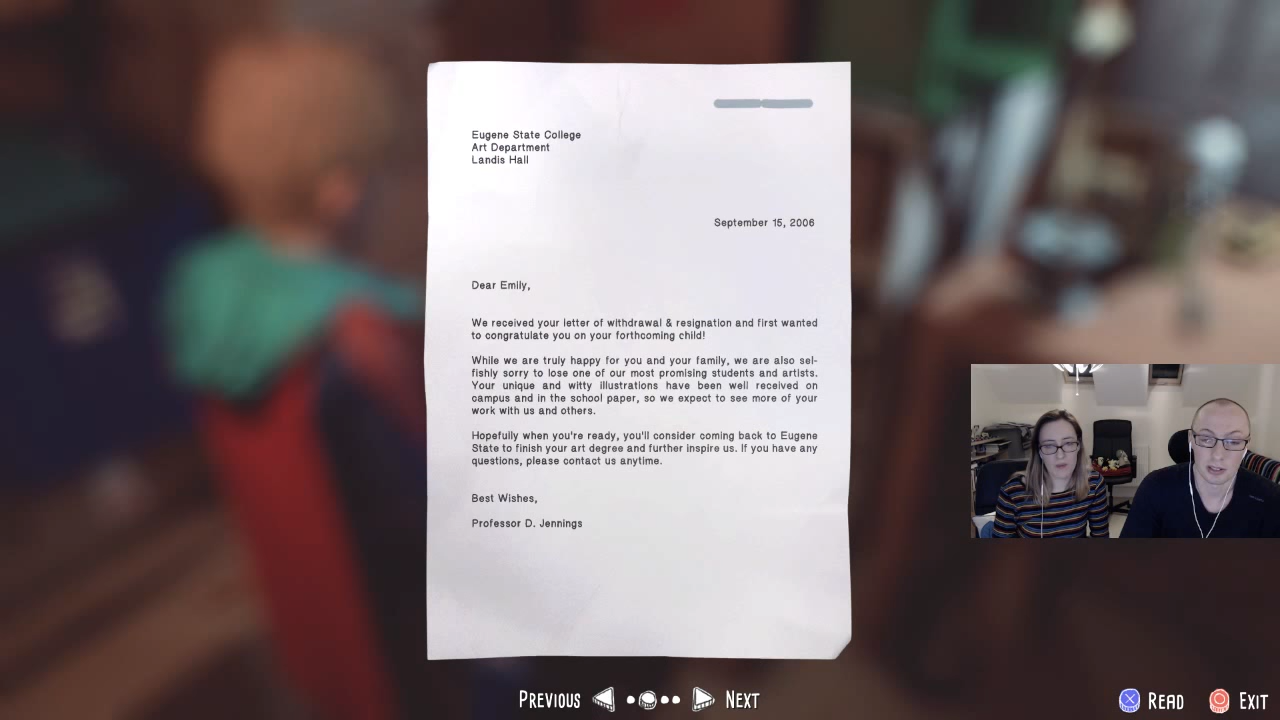 Eugene State College
Art Department
Landis Hall
September 15, 2006
Dear Emily,
We received your letter of withdrawal & resignation and first wanted
to congratulate you on your forthcoming child!
While we are truly happy for you and your family, we are also sel-
fishly sorry to lose one of our most promising students and artists.
Your unique and witty illustrations have been well received on
campus and in the school paper, so we expect to see more of your
work with us and others.
Hopefully when you're ready, you'll consider coming back to Eugene
State to finish your art degree and further inspire us. If you have any
questions, please contact us anytime.
Best Wishes,
Professor D. Jennings
PREVIOUS NEXT
READ EXIT